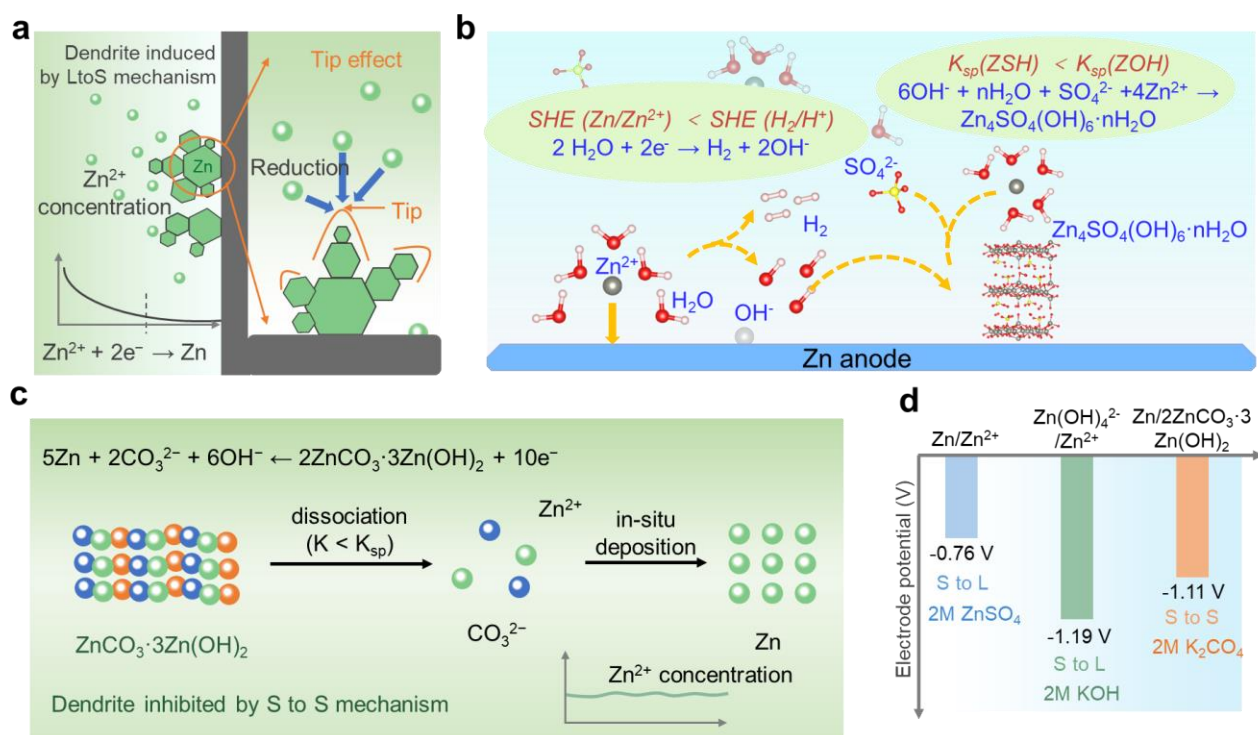 a
Dendrite induced
by LtoS mechanism
Zn
Zn²⁺
concentration
Zn²⁺ + 2e⁻ → Zn
Tip effect
Reduction
Tip
b
SHE (Zn/Zn²⁺) < SHE (H₂/H⁺)
2 H₂O + 2e⁻ → H₂ + 2OH⁻
Kₛₚ(ZSH) < Kₛₚ(ZOH)
6OH⁻ + nH₂O + SO₄²⁻ +4Zn²⁺ →
Zn₄SO₄(OH)₆·nH₂O
SO₄²⁻
H₂
Zn₄SO₄(OH)₆·nH₂O
Zn²⁺
H₂O
OH⁻
Zn anode
c
5Zn + 2CO₃²⁻ + 6OH⁻ ← 2ZnCO₃·3Zn(OH)₂ + 10e⁻
dissociation
(K < Kₛₚ)
Zn²⁺
in-situ
deposition
ZnCO₃·3Zn(OH)₂
CO₃²⁻
Zn
Zn²⁺ concentration
Dendrite inhibited by S to S mechanism
d
Zn/Zn²⁺
Zn(OH)₄²⁻
/Zn²⁺
Zn/2ZnCO₃·3
Zn(OH)₂
Electrode potential (V)
-0.76 V
S to L
2M ZnSO₄
-1.19 V
S to L
2M KOH
-1.11 V
S to S
2M K₂CO₄